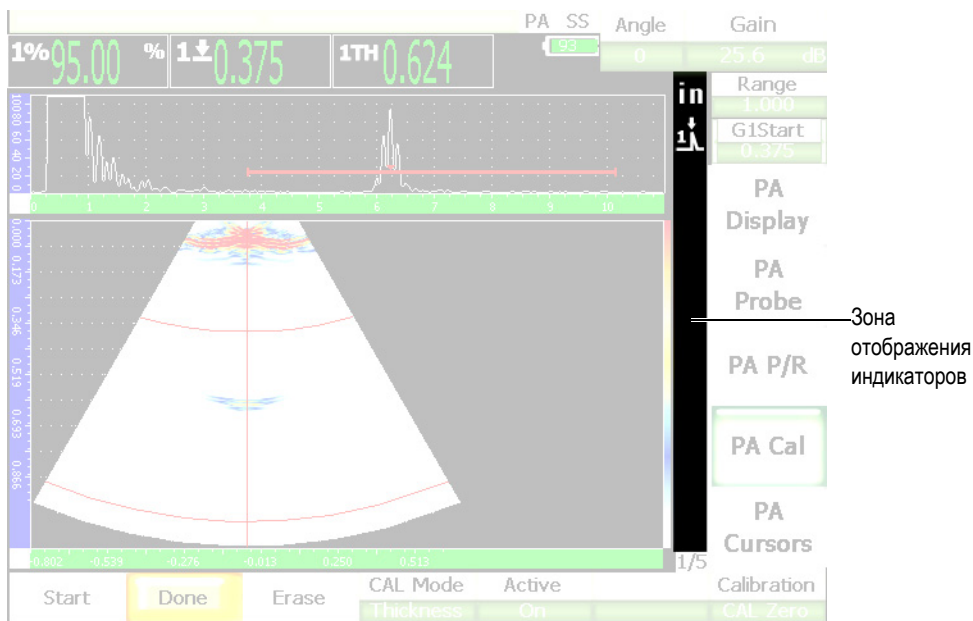 PA SS Angle Gain
1% 95.00 % 1 0.375 1TH 0.624 93 0 25.6 dB
in Range
1.000
1 G1Start
0.375
100 80 60 40 20 0
0 1 2 3 4 5 6 7 8 9 10
PA
Display
PA
Probe
PA P/R
PA Cal
PA
Cursors
0.000 0.173 0.346 0.519 0.693 0.866
-0.802 -0.539 -0.276 -0.013 0.250 0.513
1/5
Зона
отображения
индикаторов
Start Done Erase CAL Mode Active Calibration
Thickness On CAL Zero